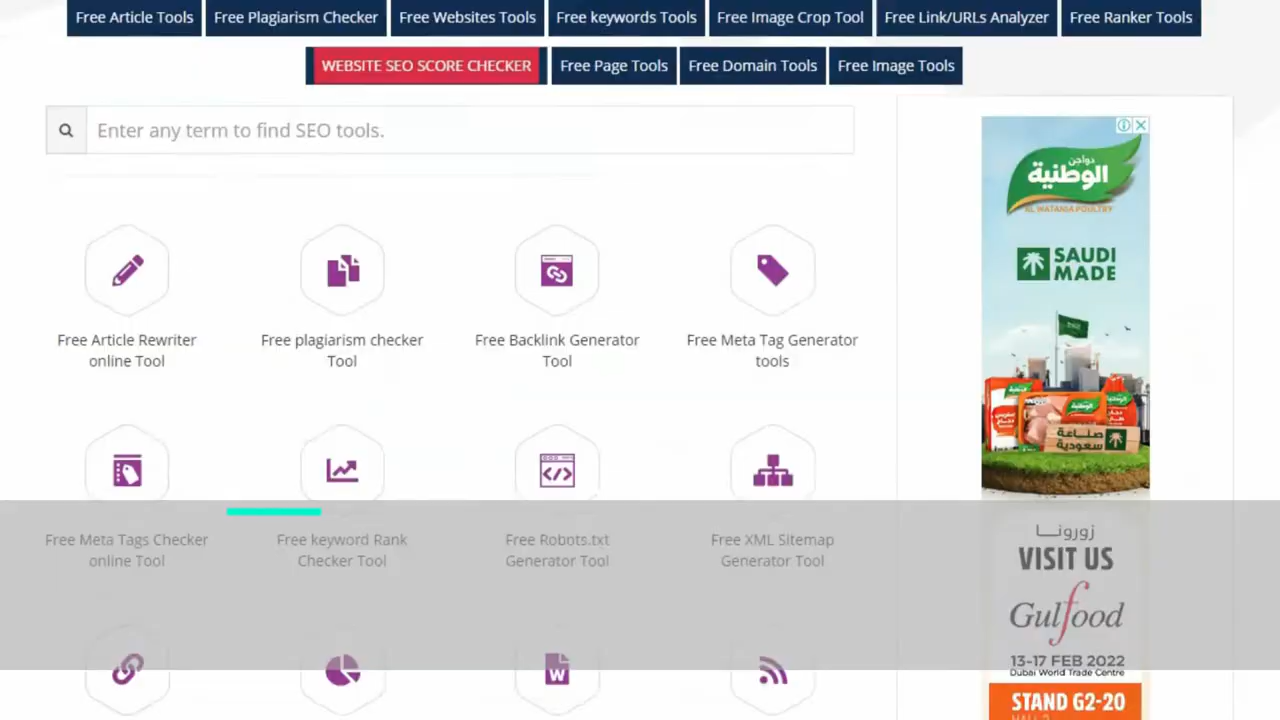 Free Article Tools
Free Plagiarism Checker
Free Websites Tools
Free keywords Tools
Free Image Crop Tool
Free Link/URLs Analyzer
Free Ranker Tools
WEBSITE SEO SCORE CHECKER
Free Page Tools
Free Domain Tools
Free Image Tools
Enter any term to find SEO tools.
Free Article Rewriter
online Tool
Free plagiarism checker
Tool
Free Backlink Generator
Tool
Free Meta Tag Generator
tools
Free Meta Tags Checker
online Tool
Free keyword Rank
Checker Tool
Free Robots.txt
Generator Tool
Free XML Sitemap
Generator Tool
W
دواجن
الوطنية
AL WATANIA POULTRY
SAUDI
MADE
صناعة
سعودية
زورونا
VISIT US
Gulfood
13-17 FEB 2022
Dubai World Trade Centre
STAND G2-20